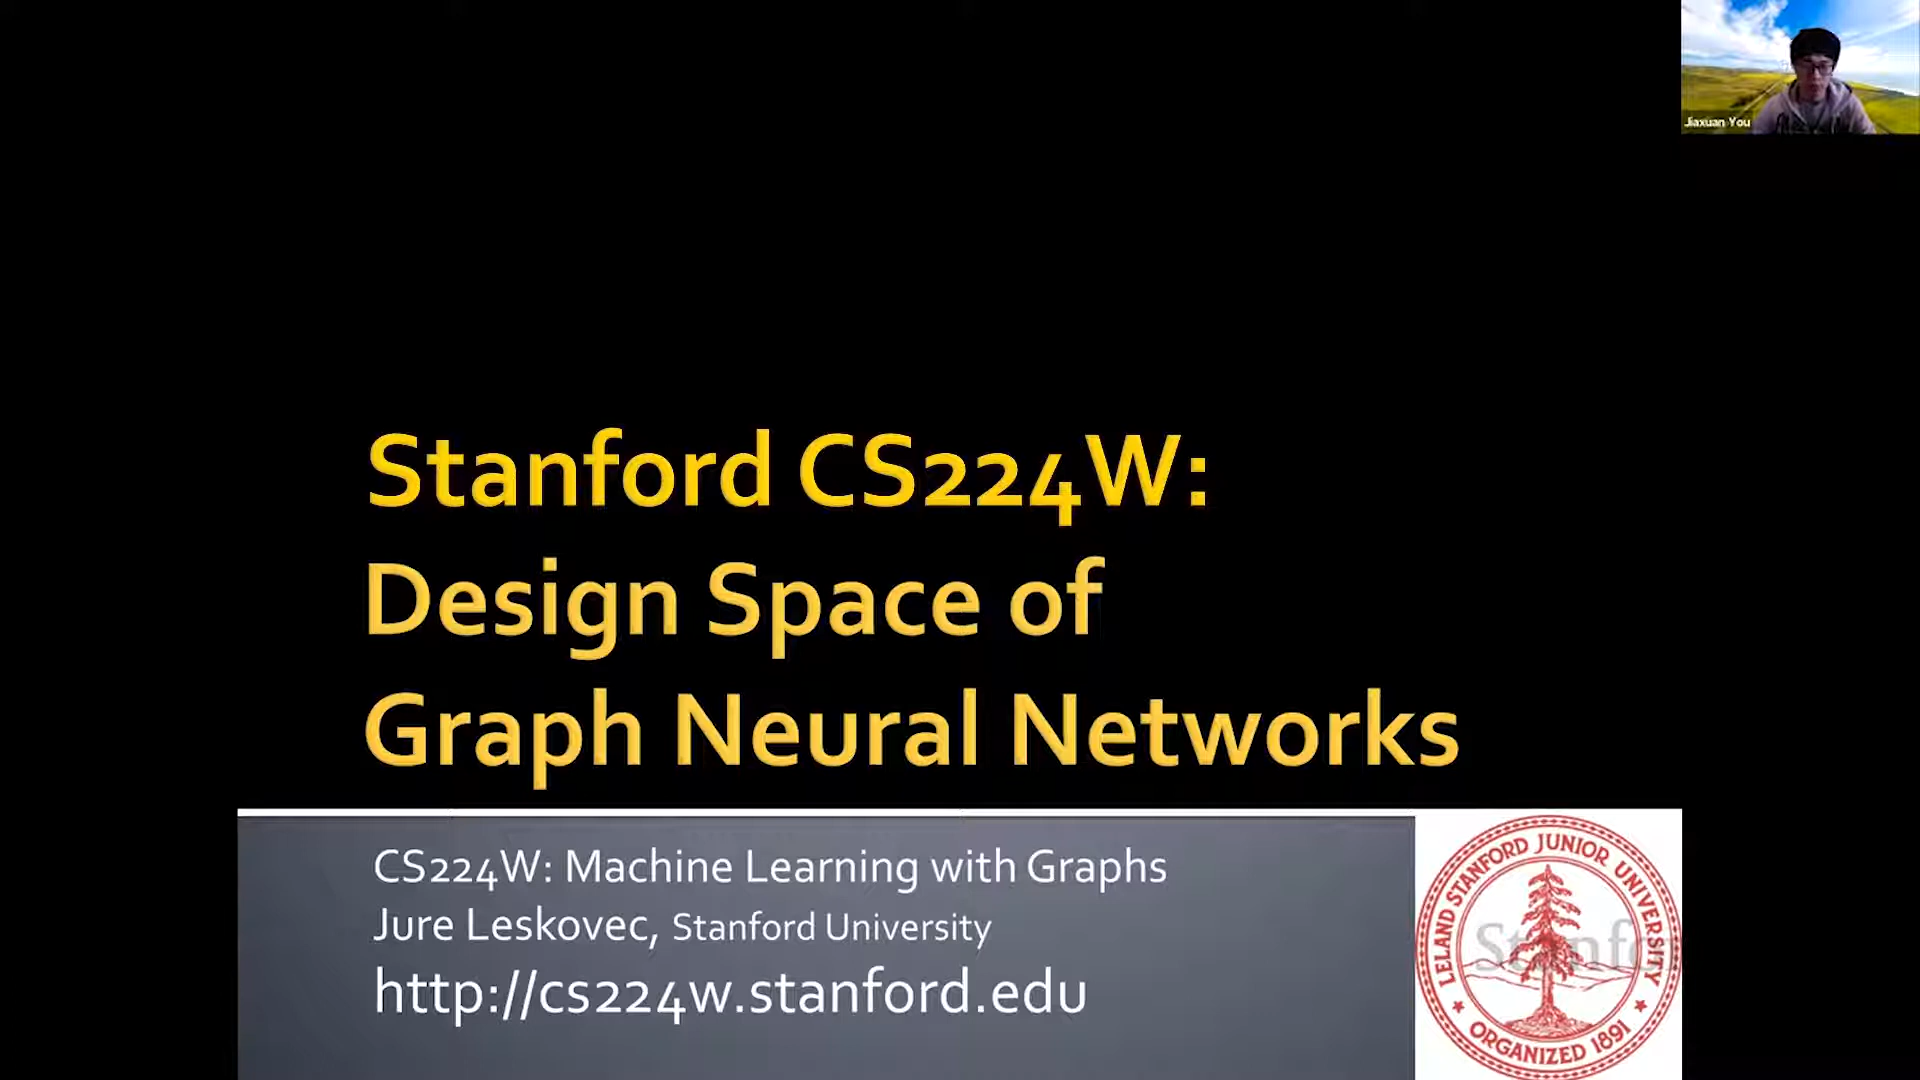 Jiaxuan You
Stanford CS224W:
Design Space of
Graph Neural Networks
CS224W: Machine Learning with Graphs
Jure Leskovec, Stanford University
http://cs224w.stanford.edu
LELAND STANFORD JUNIOR UNIVERSITY
ORGANIZED 1891